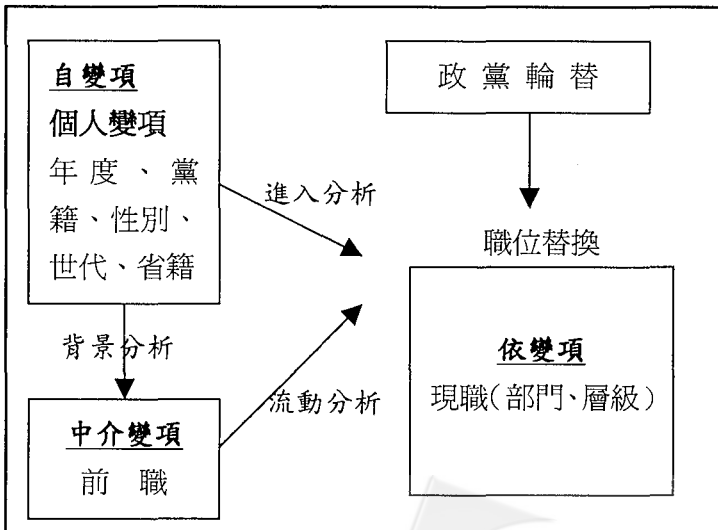 自變項
個人變項
年度、黨
籍、性別、
世代、省籍
政黨輪替
進入分析
職位替換
背景分析
依變項
現職(部門、層級)
流動分析
中介變項
前職